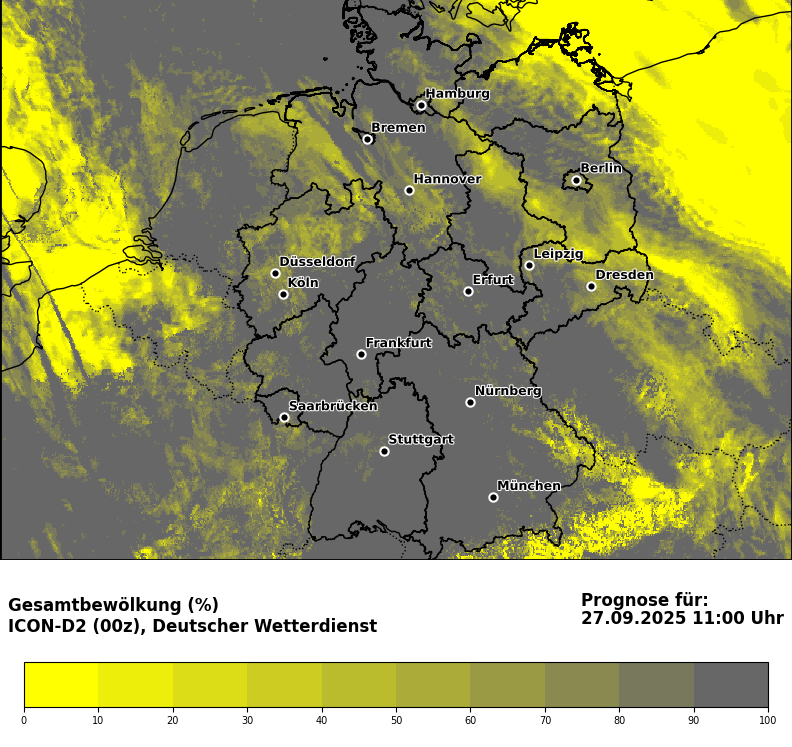 Hamburg
Bremen
Berlin
Hannover
Leipzig
Düsseldorf
Dresden
Köln
Erfurt
Frankfurt
Nürnberg
Saarbrücken
Stuttgart
München
Gesamtbewölkung (%)
ICON-D2 (00z), Deutscher Wetterdienst
Prognose für:
27.09.2025 11:00 Uhr
0 10 20 30 40 50 60 70 80 90 100